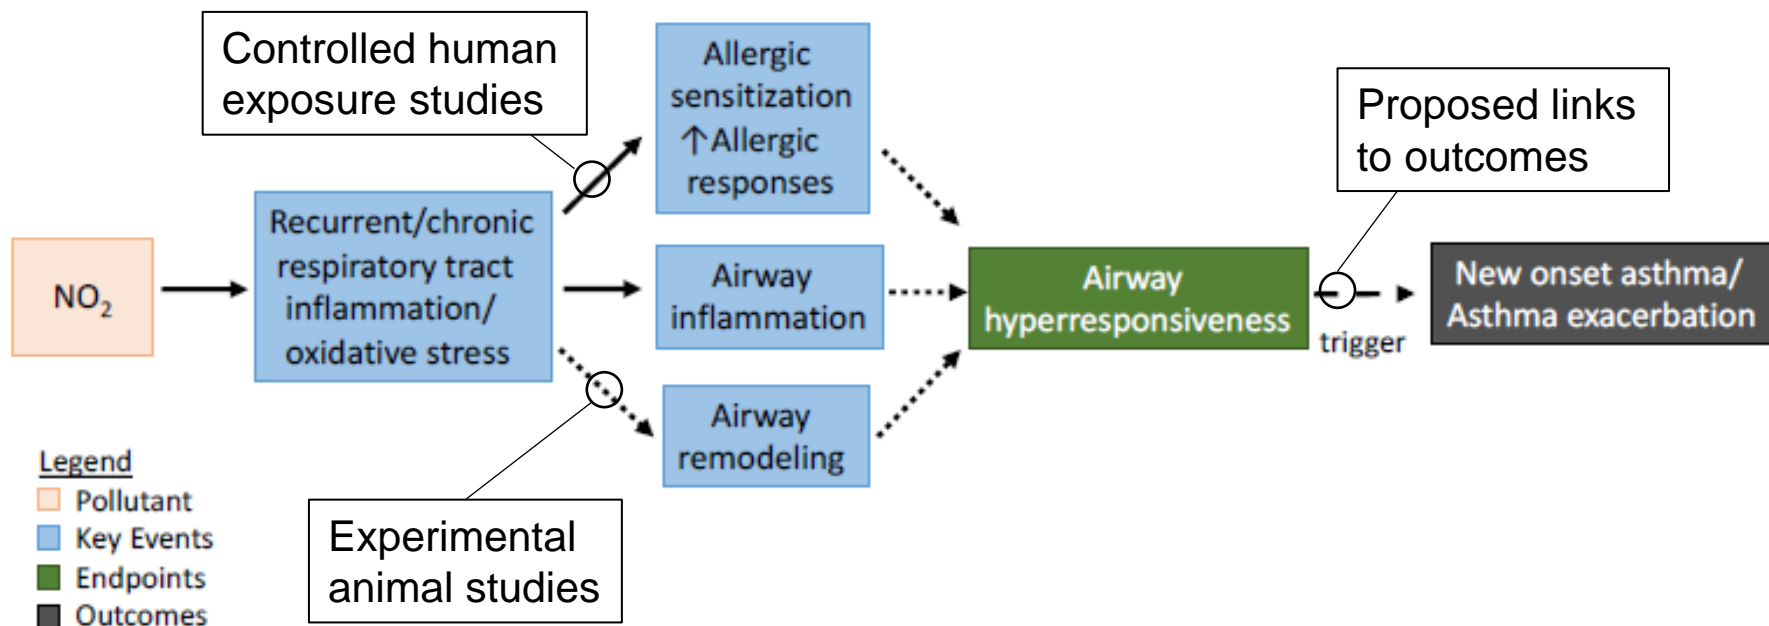 Controlled human
exposure studies
Allergic
sensitization
↑Allergic
responses
Proposed links
to outcomes
NO₂
Recurrent/chronic
respiratory tract
inflammation/
oxidative stress
Airway
inflammation
Airway
hyperresponsiveness
trigger
New onset asthma/
Asthma exacerbation
Airway
remodeling
Experimental
animal studies
Legend
Pollutant
Key Events
Endpoints
Outcomes